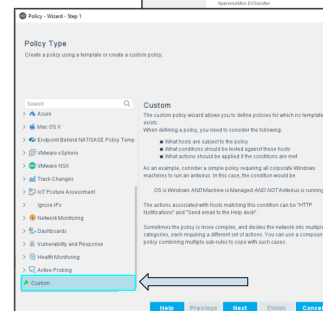 Approved/Misc D:Classifier
Policy - Wizard - Step 1
Policy Type
Create a policy using a template or create a custom policy.
Search
Azure
Mac OS X
Endpoint Behind NAT/SASE Policy Temp
VMware vSphere
VMware NSX
Track Changes
IoT Posture Assessment
Ignore IPs
Network Monitoring
Dashboards
Vulnerability and Response
Health Monitoring
Active Probing
Custom
Custom
The custom policy wizard allows you to define policies for which no template
exists.
When defining a policy, you need to consider the following:
What hosts are subject to the policy
What conditions should be tested against these hosts
What actions should be applied if the conditions are met
As an example, consider a simple policy requiring all corporate Windows
machines to run an antivirus. In this case, the condition would be:
OS is Windows AND Machine is Managed AND NOT Antivirus is running
The actions associated with hosts matching this condition can be "HTTP
Notifications" and "Send email to the Help desk".
Sometimes the policy is more complex, and divides the network into multiple
categories, each requiring a different set of actions. You can use a compound
policy combining multiple sub-rules to cope with such cases.
Help
Previous
Next
Finish
Cancel